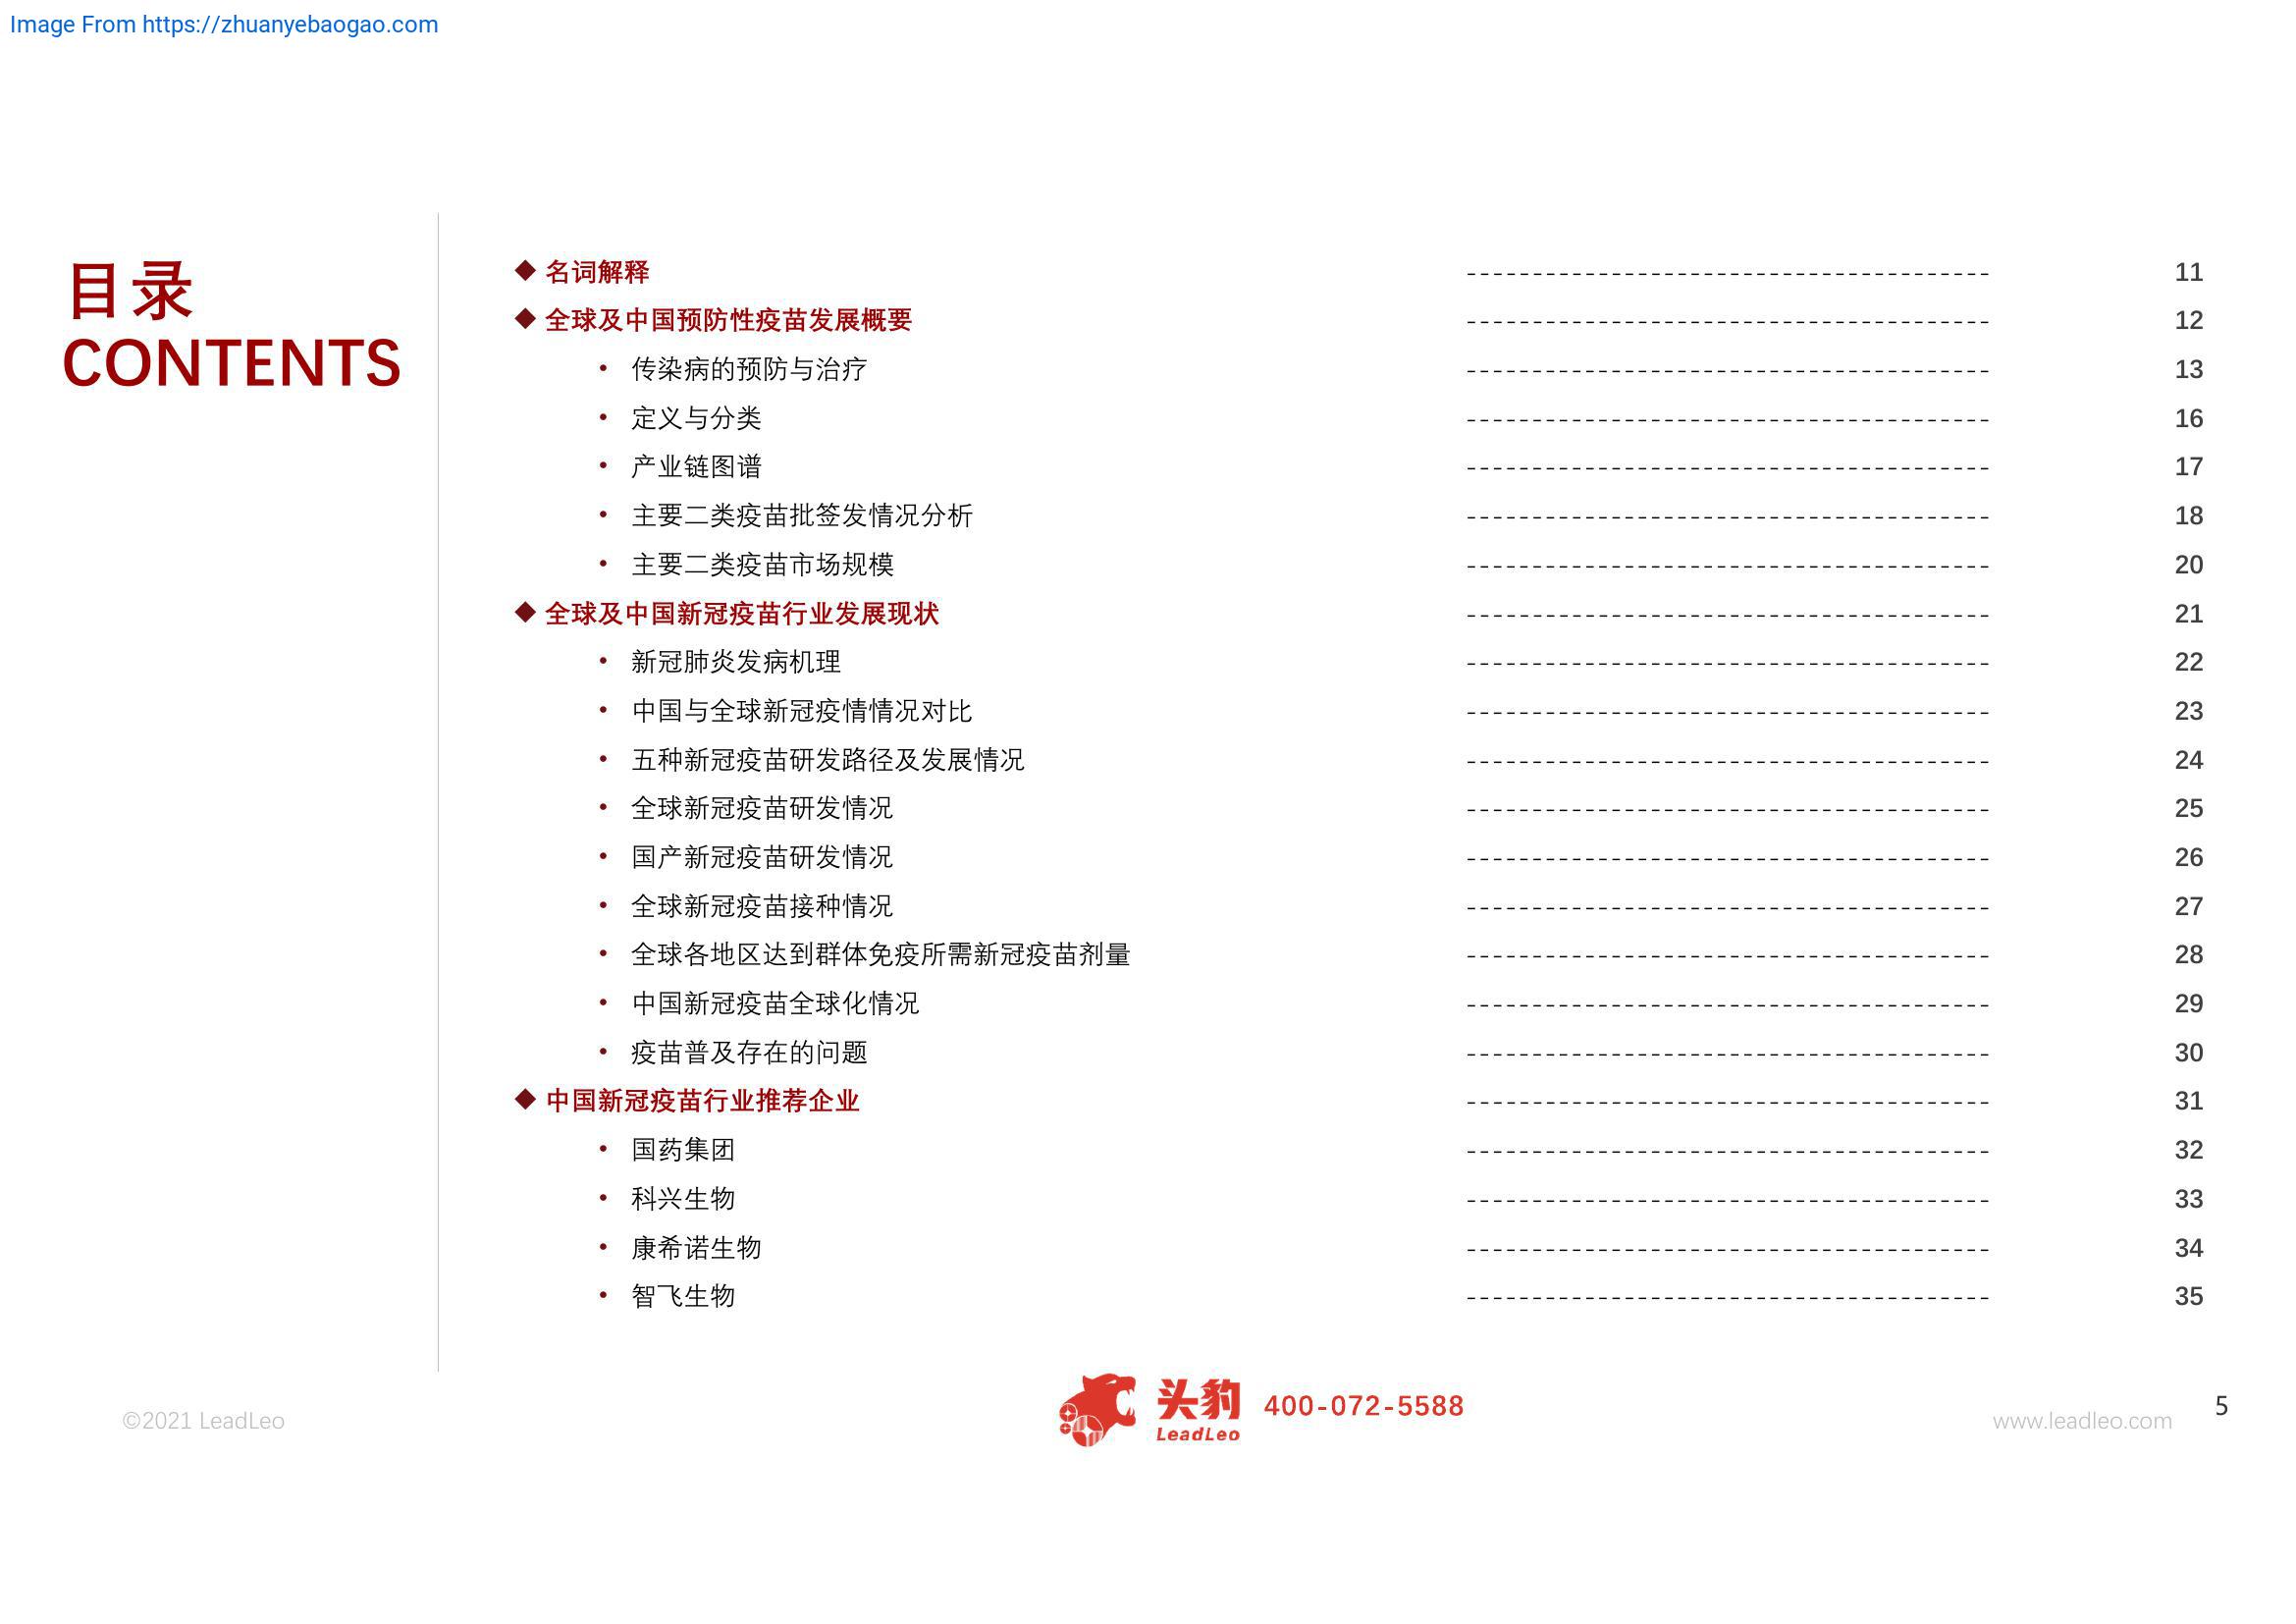 Image From https://zhuanyebaogao.com
目录
CONTENTS
◆ 名词解释 ---------------------------------------- 11
◆ 全球及中国预防性疫苗发展概要 ---------------------------------------- 12
• 传染病的预防与治疗 ---------------------------------------- 13
• 定义与分类 ---------------------------------------- 16
• 产业链图谱 ---------------------------------------- 17
• 主要二类疫苗批签发情况分析 ---------------------------------------- 18
• 主要二类疫苗市场规模 ---------------------------------------- 20
◆ 全球及中国新冠疫苗行业发展现状 ---------------------------------------- 21
• 新冠肺炎发病机理 ---------------------------------------- 22
• 中国与全球新冠疫情情况对比 ---------------------------------------- 23
• 五种新冠疫苗研发路径及发展情况 ---------------------------------------- 24
• 全球新冠疫苗研发情况 ---------------------------------------- 25
• 国产新冠疫苗研发情况 ---------------------------------------- 26
• 全球新冠疫苗接种情况 ---------------------------------------- 27
• 全球各地区达到群体免疫所需新冠疫苗剂量 ---------------------------------------- 28
• 中国新冠疫苗全球化情况 ---------------------------------------- 29
• 疫苗普及存在的问题 ---------------------------------------- 30
◆ 中国新冠疫苗行业推荐企业 ---------------------------------------- 31
• 国药集团 ---------------------------------------- 32
• 科兴生物 ---------------------------------------- 33
• 康希诺生物 ---------------------------------------- 34
• 智飞生物 ---------------------------------------- 35
©2021 LeadLeo
头豹
LeadLeo
400-072-5588
www.leadleo.com
5